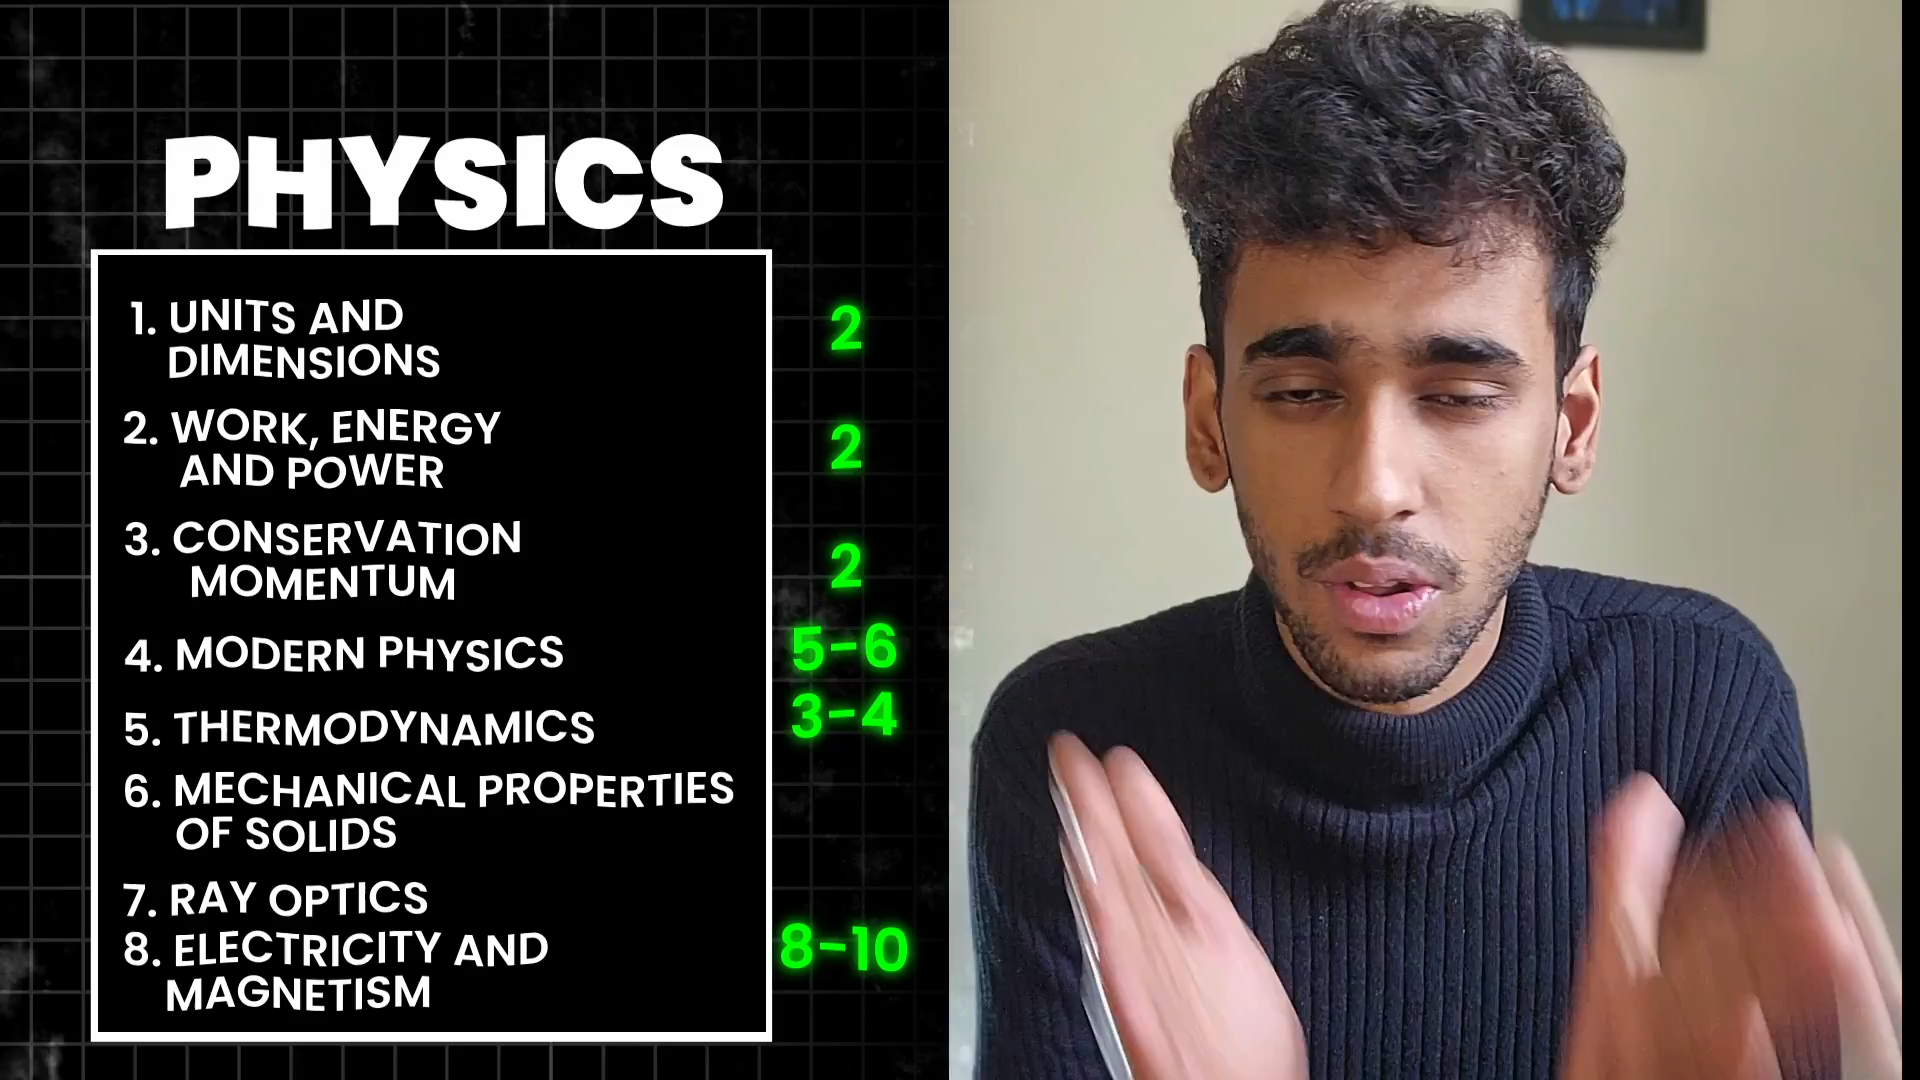 PHYSICS
1. UNITS AND
DIMENSIONS
2
2. WORK, ENERGY
AND POWER
2
3. CONSERVATION
MOMENTUM
2
4. MODERN PHYSICS
5-6
5. THERMODYNAMICS
3-4
6. MECHANICAL PROPERTIES
OF SOLIDS
7. RAY OPTICS
8. ELECTRICITY AND
MAGNETISM
8-10